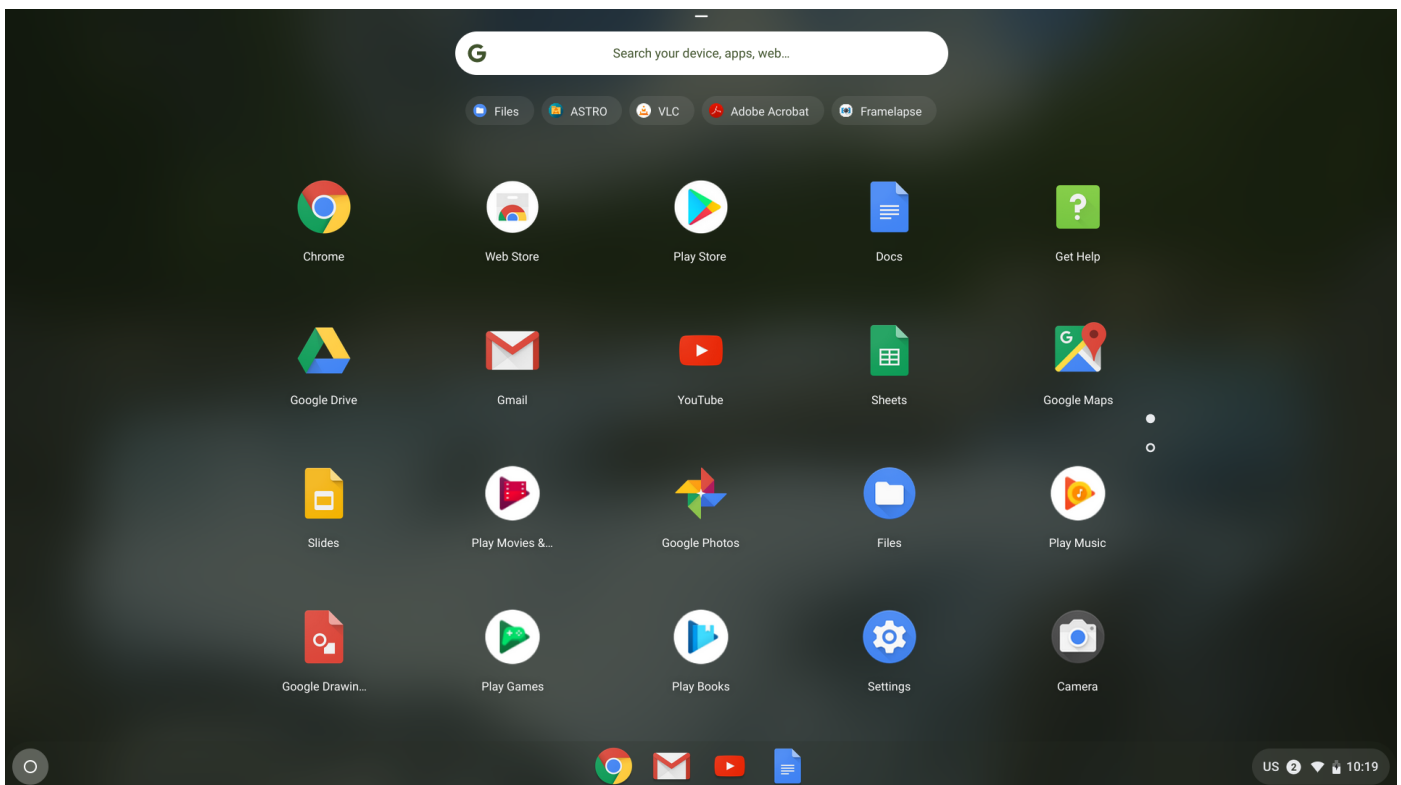 G Search your device, apps, web...
Files ASTRO VLC Adobe Acrobat Framelapse
Chrome Web Store Play Store Docs Get Help
G
Google Drive Gmail YouTube Sheets Google Maps
Slides Play Movies &... Google Photos Files Play Music
Google Drawin... Play Games Play Books Settings Camera
US 2 10:19